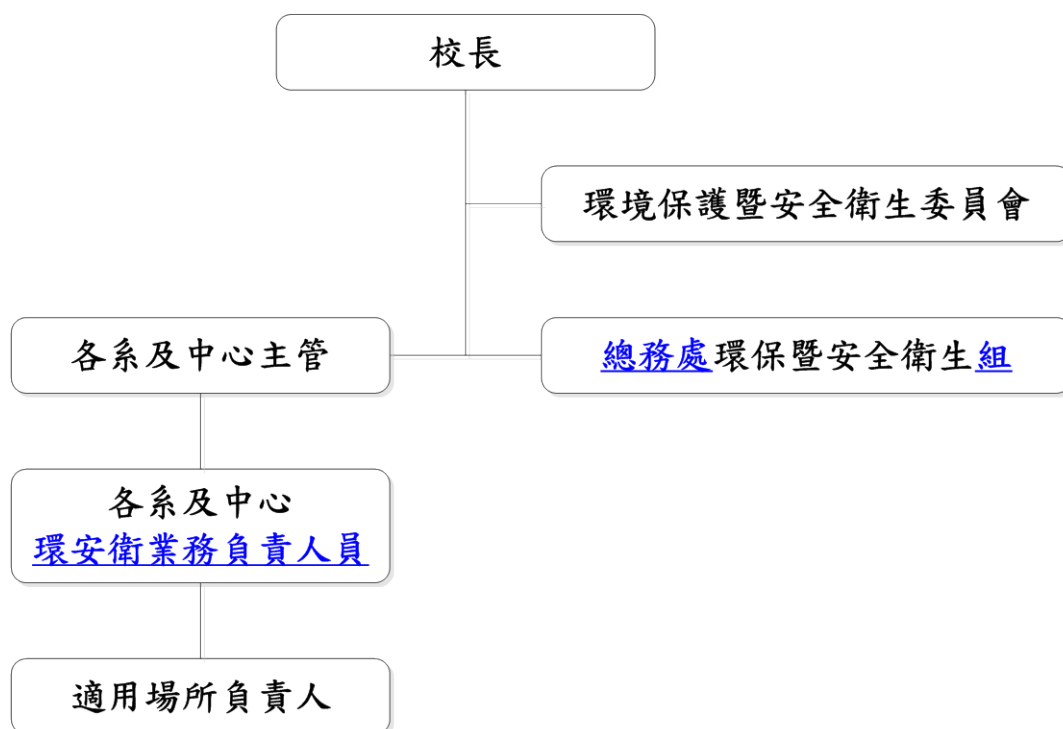 校長
環境保護暨安全衛生委員會
各系及中心主管
總務處環保暨安全衛生組
各系及中心
環安衛業務負責人員
適用場所負責人